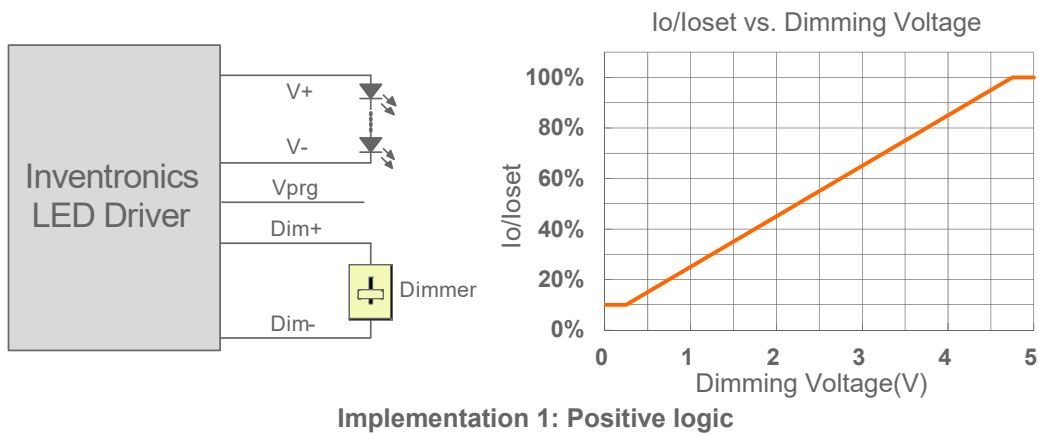 Inventronics
LED Driver
V+
V-
Vprg
Dim+
Dimmer
Dim-
Io/Ioset vs. Dimming Voltage
Io/Ioset
100%
80%
60%
40%
20%
0%
0 1 2 3 4 5
Dimming Voltage(V)
Implementation 1: Positive logic